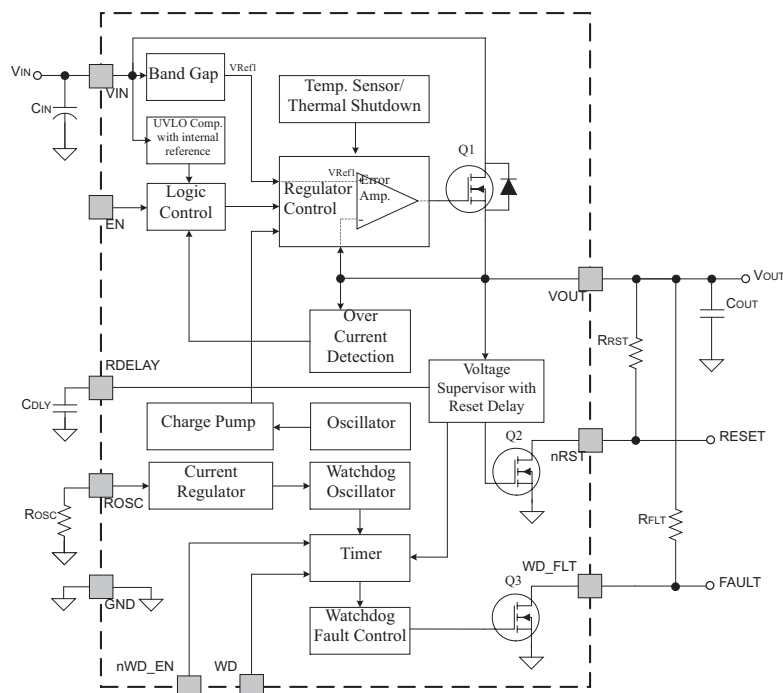 VIN
CIN
VIN
Band Gap
VRef1
Temp. Sensor/
Thermal Shutdown
UVLO Comp.
with internal
reference
Q1
VRef1
Error
Amp.
Regulator
Control
Logic
Control
EN
VOUT
VOUT
COUT
Over
Current
Detection
RRST
RDELAY
Voltage
Supervisor with
Reset Delay
CDLY
Charge Pump
Oscillator
Q2
nRST
RESET
Current
Regulator
Watchdog
Oscillator
ROSC
ROSC
RFLT
Timer
WD_FLT
FAULT
Q3
GND
Watchdog
Fault Control
nWD_EN
WD